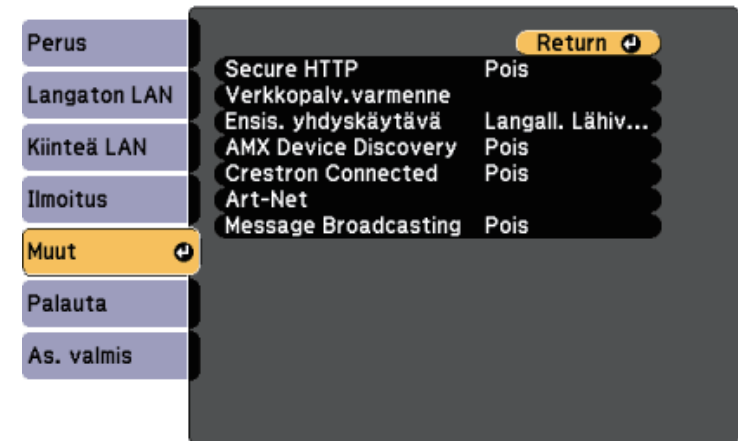 Perus
Langaton LAN
Kiinteä LAN
Ilmoitus
Muut
Palauta
As. valmis
Return
Secure HTTP Pois
Verkkopalv.varmenne
Ensis. yhdyskäytävä Langall. Lähiv...
AMX Device Discovery Pois
Crestron Connected Pois
Art-Net
Message Broadcasting Pois